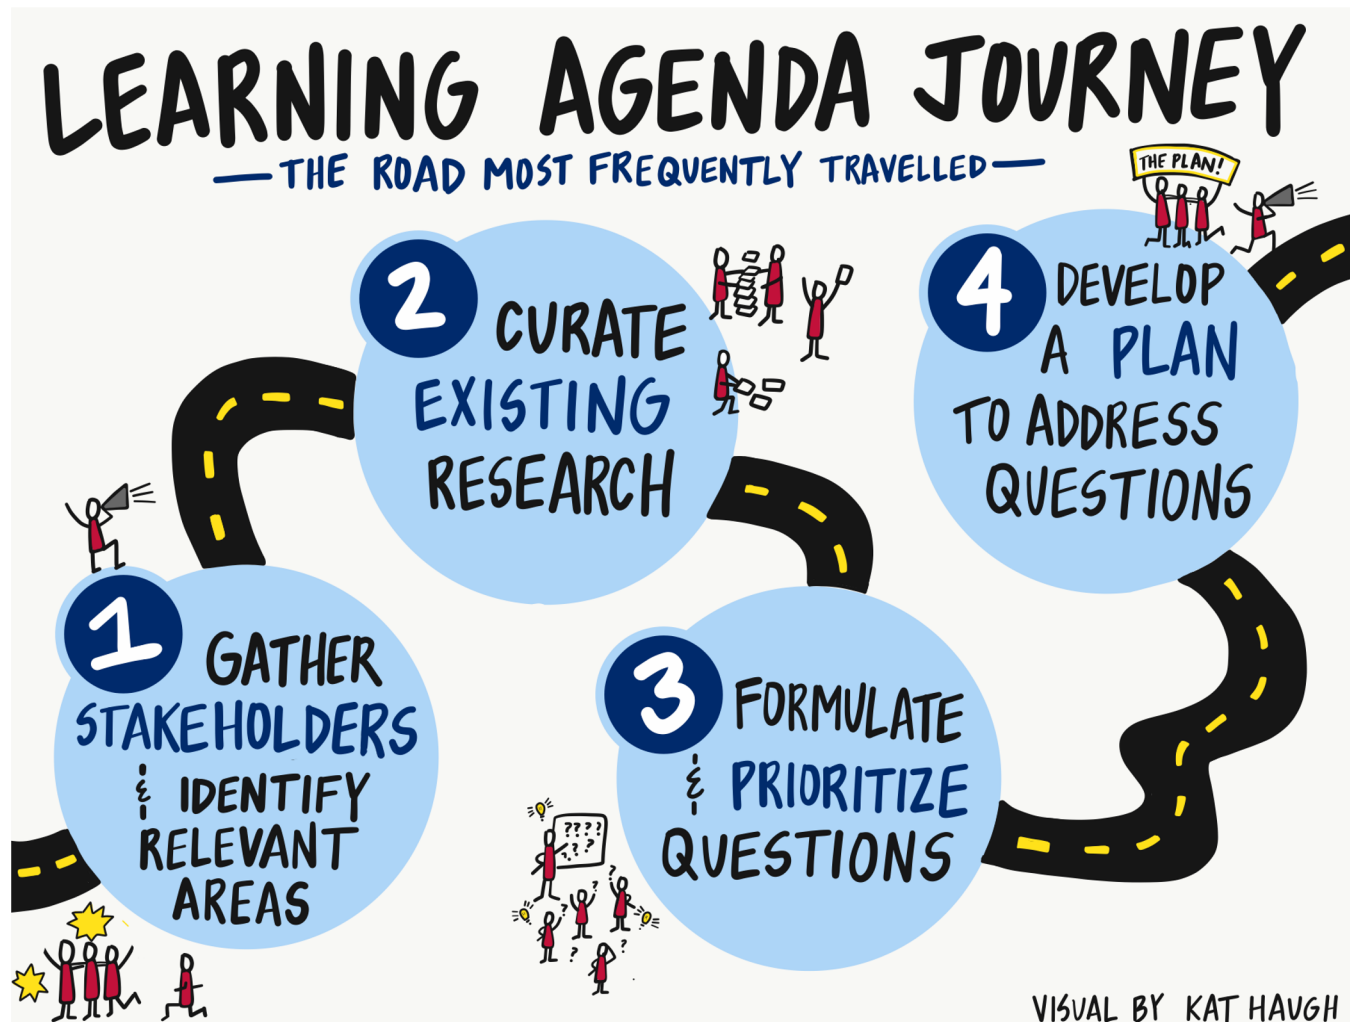 LEARNING AGENDA JOURNEY
THE ROAD MOST FREQUENTLY TRAVELLED
1
GATHER
STAKEHOLDERS
& IDENTIFY
RELEVANT
AREAS
2
CURATE
EXISTING
RESEARCH
3
FORMULATE
& PRIORITIZE
QUESTIONS
????
???
?
?
?
?
?
THE PLAN!
4
DEVELOP
A PLAN
TO ADDRESS
QUESTIONS
VISUAL BY KAT HAUGH